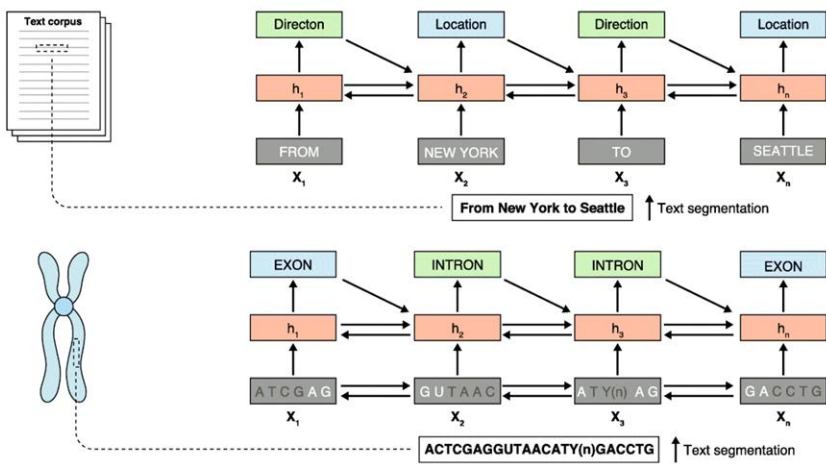 Text corpus
Directon Location Direction Location
h1 h2 h3 hn
FROM NEW YORK TO SEATTLE
X1 X2 X3 Xn
From New York to Seattle Text segmentation
EXON INTRON INTRON EXON
h1 h2 h3 hn
ATCGAG GUTAAC ATY(n) AG GACCTG
X1 X2 X3 Xn
ACTCGAGGUTAACATY(n)GACCTG Text segmentation